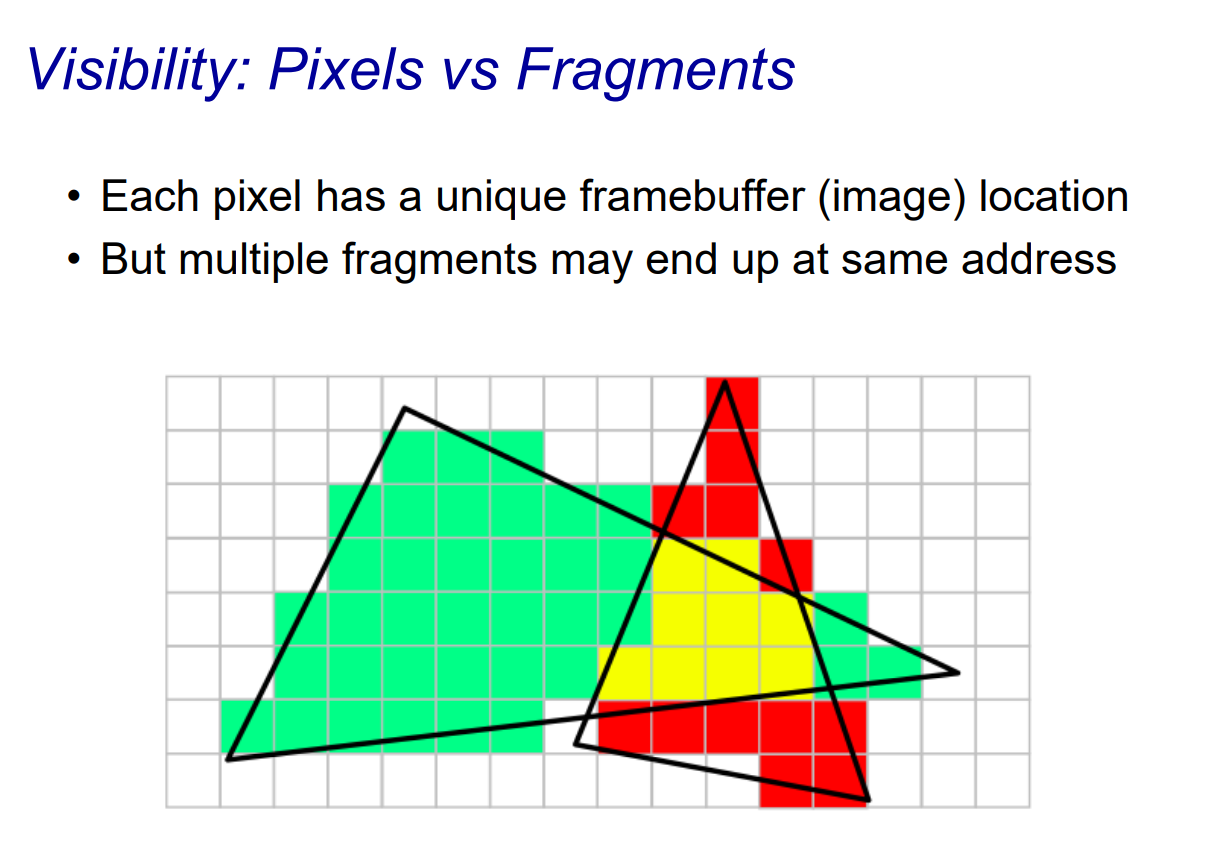 Visibility: Pixels vs Fragments
• Each pixel has a unique framebuffer (image) location
• But multiple fragments may end up at same address